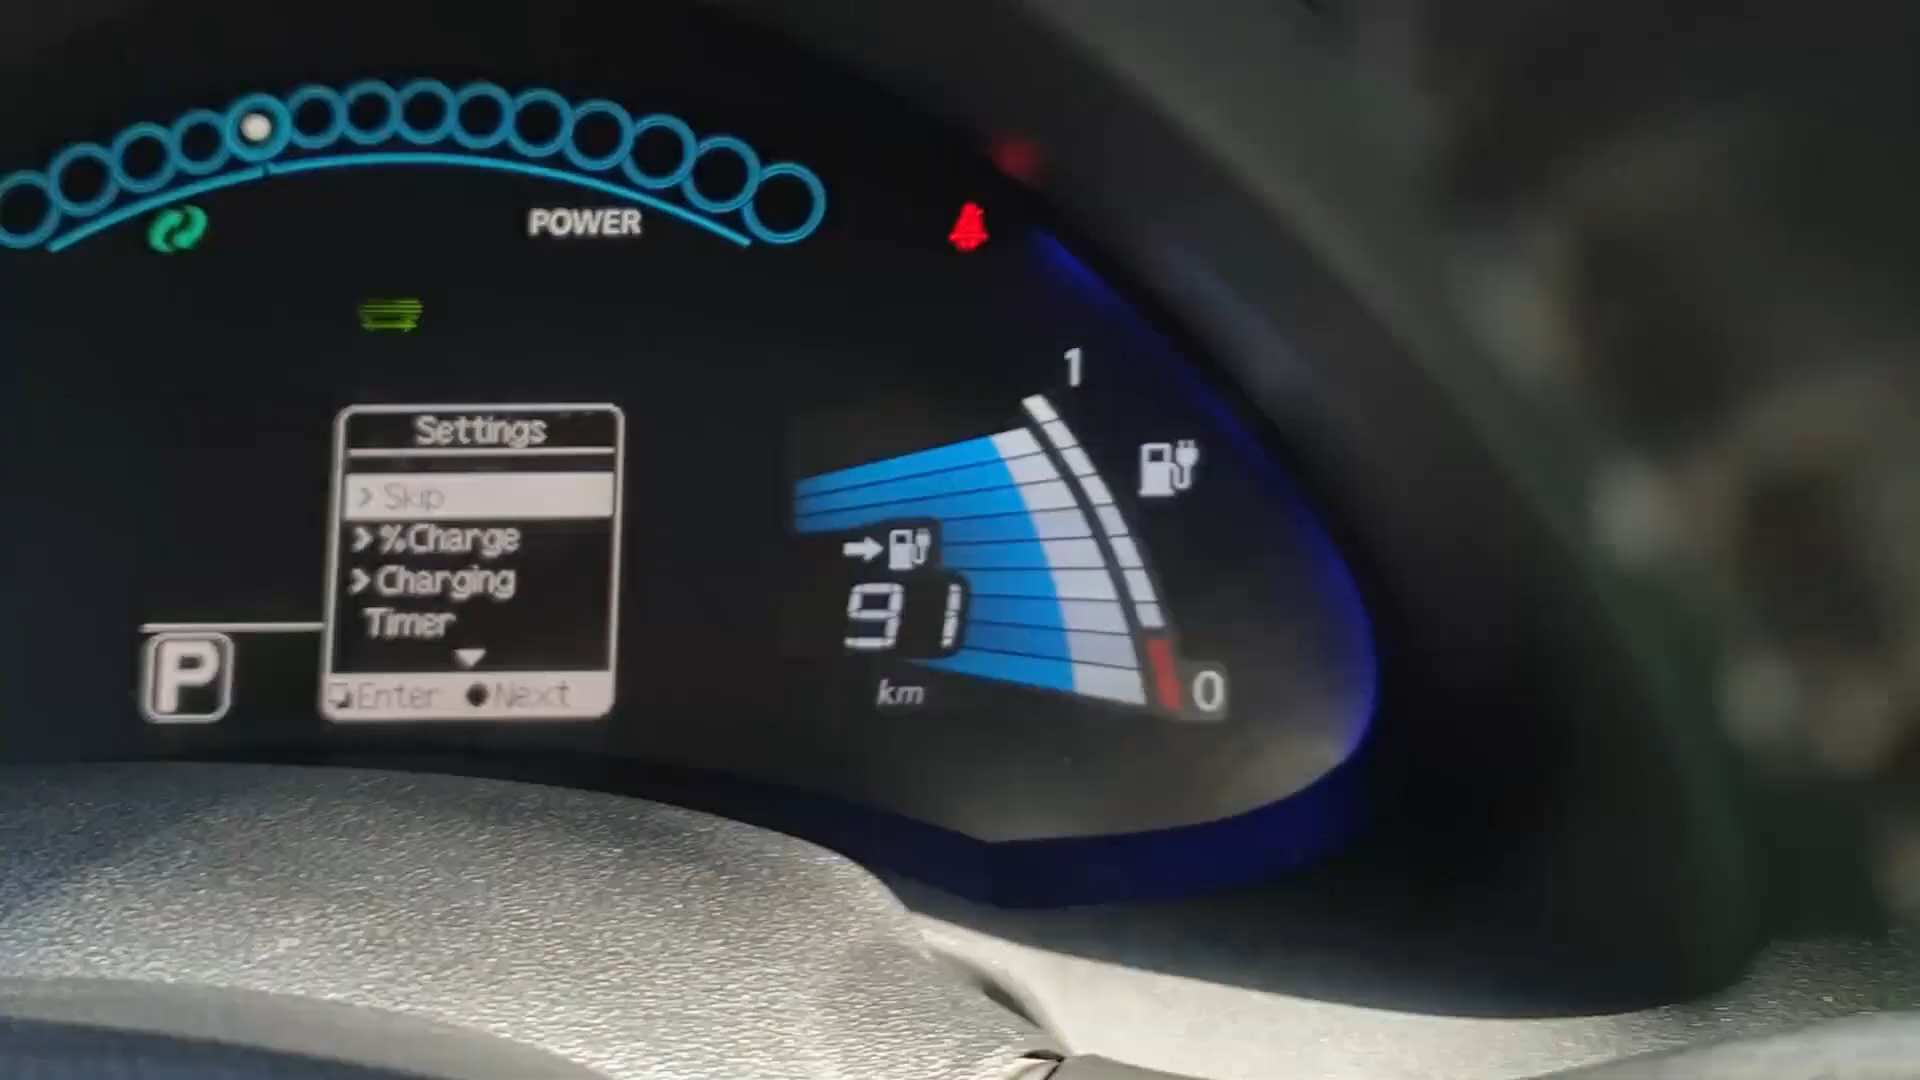 POWER
1
Settings
> Skip
> %Charge
> Charging
Timer
Enter Next
P
91
km
0